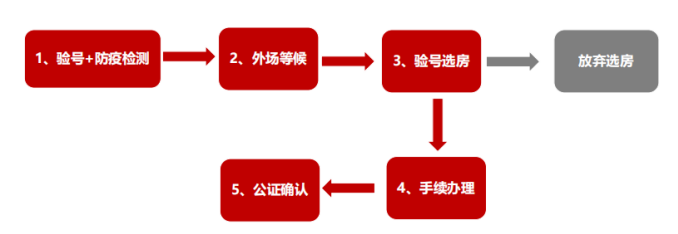 1、验号+防疫检测
2、外场等候
3、验号选房
放弃选房
4、手续办理
5、公证确认